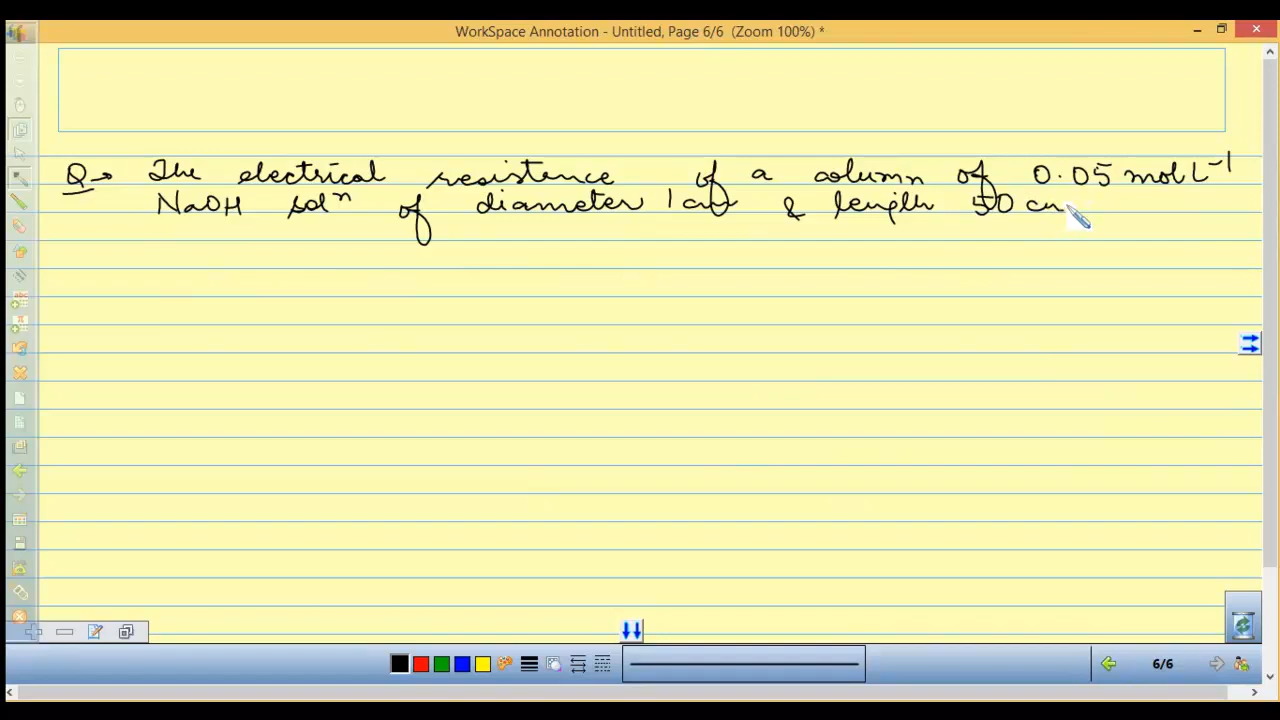 WorkSpace Annotation - Untitled, Page 6/6 (Zoom 100%) *
Q→ The electrical resistence of a column of 0.05 mol L⁻¹
NaOH solⁿ of diameter 1 cm & length 50 cm
6/6